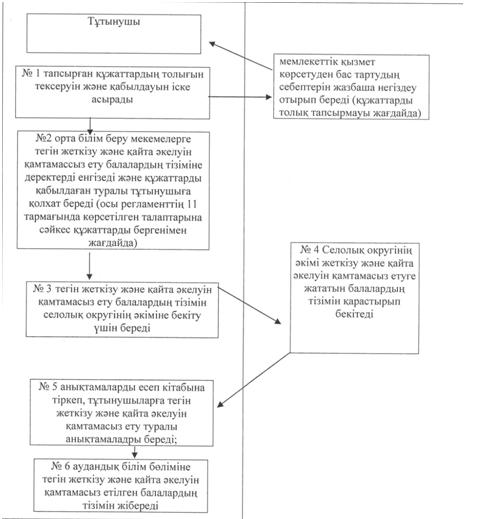 Тұтынушы
№ 1 тапсырған құжаттардың толығын
тексеруін және қабылдауын іске
асырады
мемлекеттік қызмет
көрсетуден бас тартудың
себептерін жазбаша негіздеу
отырып береді (құжаттарды
толық тапсырмауы жағдайда)
№2 орта білім беру мекемелерге
тегін жеткізу және қайта әкелуін
қамтамассыз ету балалардың тізіміне
деректерді енгізеді және құжаттарды
қабылдаған туралы тұтынушыға
қолхат береді (осы регламенттің 11
тармағында көрсетілген талаптарына
сәйкес құжаттарды бергенімен
жағдайда)
№ 3 тегін жеткізу және қайта әкелуін
қамтамасыз ету балалардың тізімін
селолық округінің әкіміне бекіту
үшін береді
№ 4 Селолық округінің
әкімі жеткізу және қайта
әкелуін қамтамасыз етуге
жататын балалардың
тізімін қарастырып
бекітеді
№ 5 анықтамаларды есеп кітабына
тіркеп, тұтынушыларға тегін
жеткізу және қайта әкелуін
қамтамасыз ету туралы
анықтамаладры береді;
№ 6 аудандық білім бөліміне
тегін жеткізу және қайта әкелуін
қамтамасыз етілген балалардың
тізімін жібереді